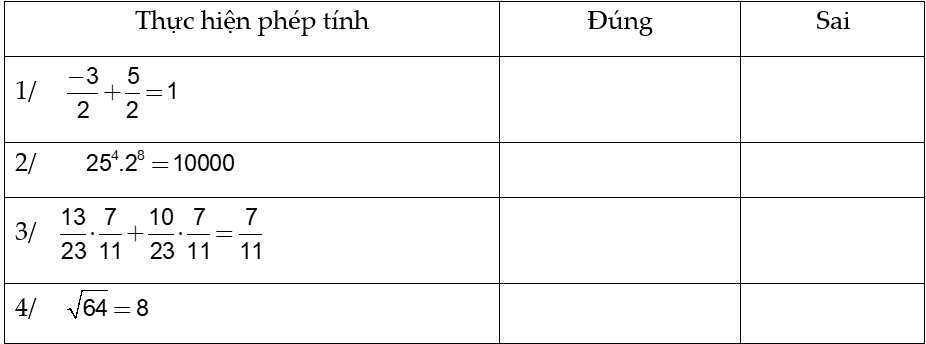 Thực hiện phép tính Đúng Sai
1/ \frac{-3}{2}+\frac{5}{2}=1
2/ 25^4.2^8=10000
3/ \frac{13}{23}\cdot\frac{7}{11}+\frac{10}{23}\cdot\frac{7}{11}=\frac{7}{11}
4/ \sqrt{64}=8